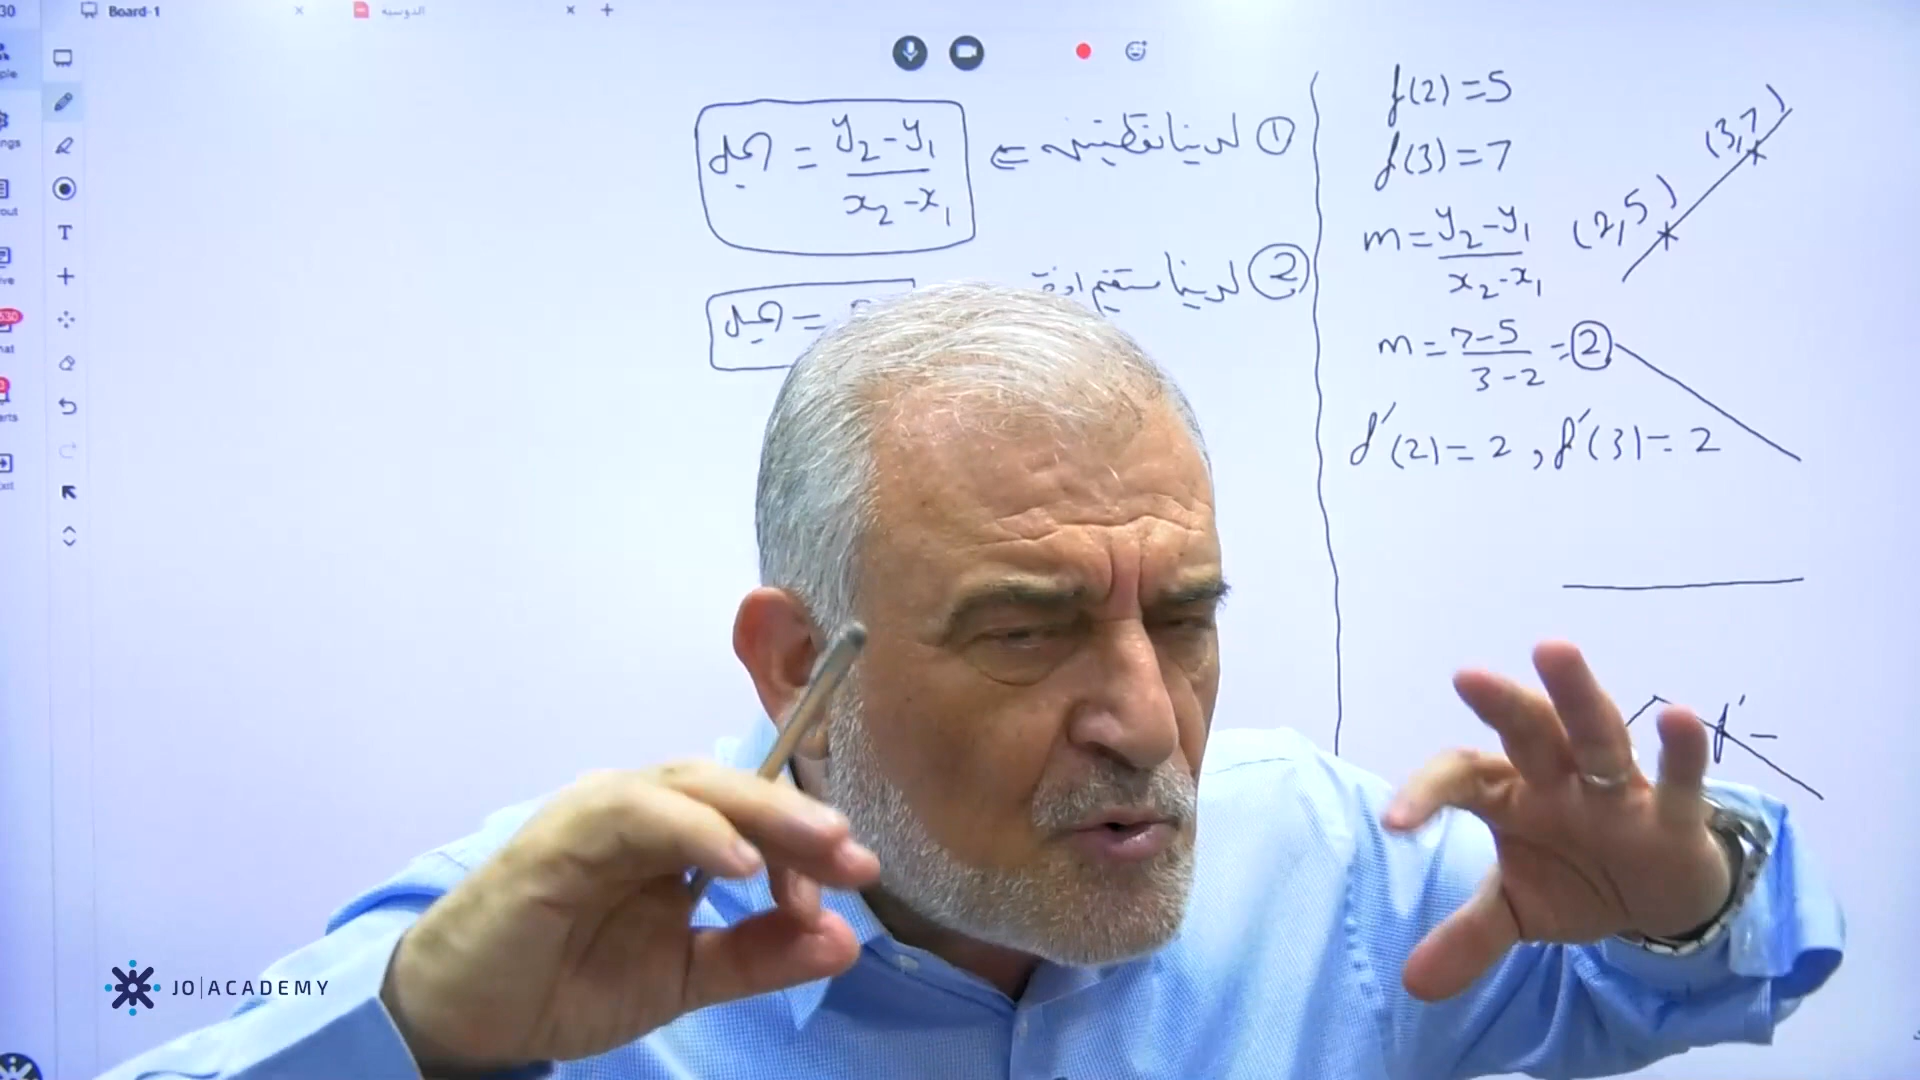 30
Board-1
الدوسيه
T
530
① لدينا نقطتين ⇐ الميل = y₂-y₁ / x₂-x₁
② لدينا مستقيم
الميل =
f(2) = 5
f(3) = 7
m = y₂-y₁ / x₂-x₁
(3,7)
(2,5)
m = 7-5 / 3-2 = 2
f′(2) = 2 , f′(3) = 2
f′ -
JO|ACADEMY